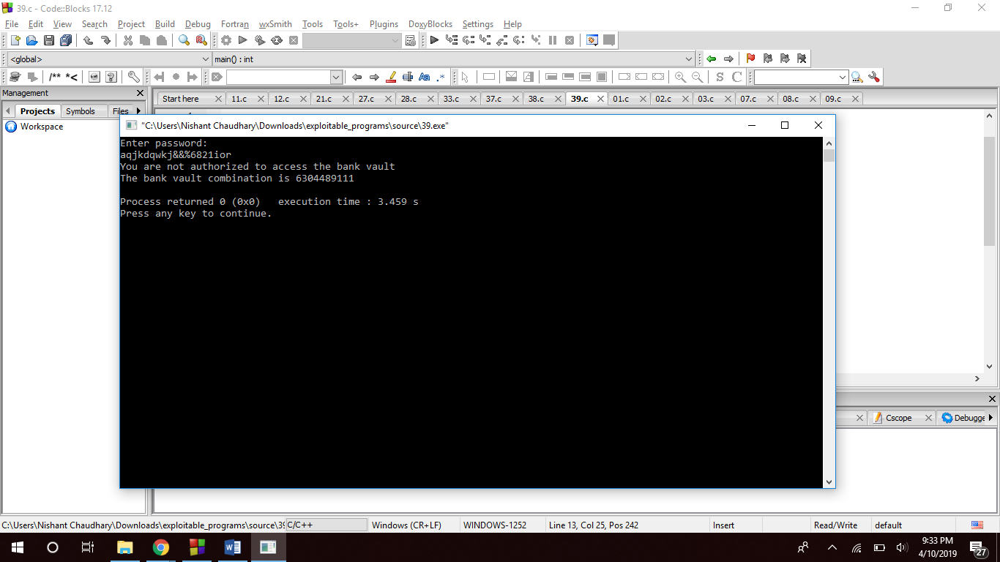 39.c - Code::Blocks 17.12
File Edit View Search Project Build Debug Fortran wxSmith Tools Tools+ Plugins DoxyBlocks Settings Help
<global> main() : int
/** *<
S C
Management
Start here 11.c 12.c 21.c 27.c 28.c 33.c 37.c 38.c 39.c 01.c 02.c 03.c 07.c 08.c 09.c
Projects Symbols Files
Workspace
"C:\Users\Nishant Chaudhary\Downloads\exploitable_programs\source\39.exe"
Enter password:
aqjkdqwkj&&%6821ior
You are not authorized to access the bank vault
The bank vault combination is 6304489111
Process returned 0 (0x0) execution time : 3.459 s
Press any key to continue.
Cscope Debugge
C:\Users\Nishant Chaudhary\Downloads\exploitable_programs\source\39 C/C++ Windows (CR+LF) WINDOWS-1252 Line 13, Col 25, Pos 242 Insert Read/Write default
9:33 PM
4/10/2019
27